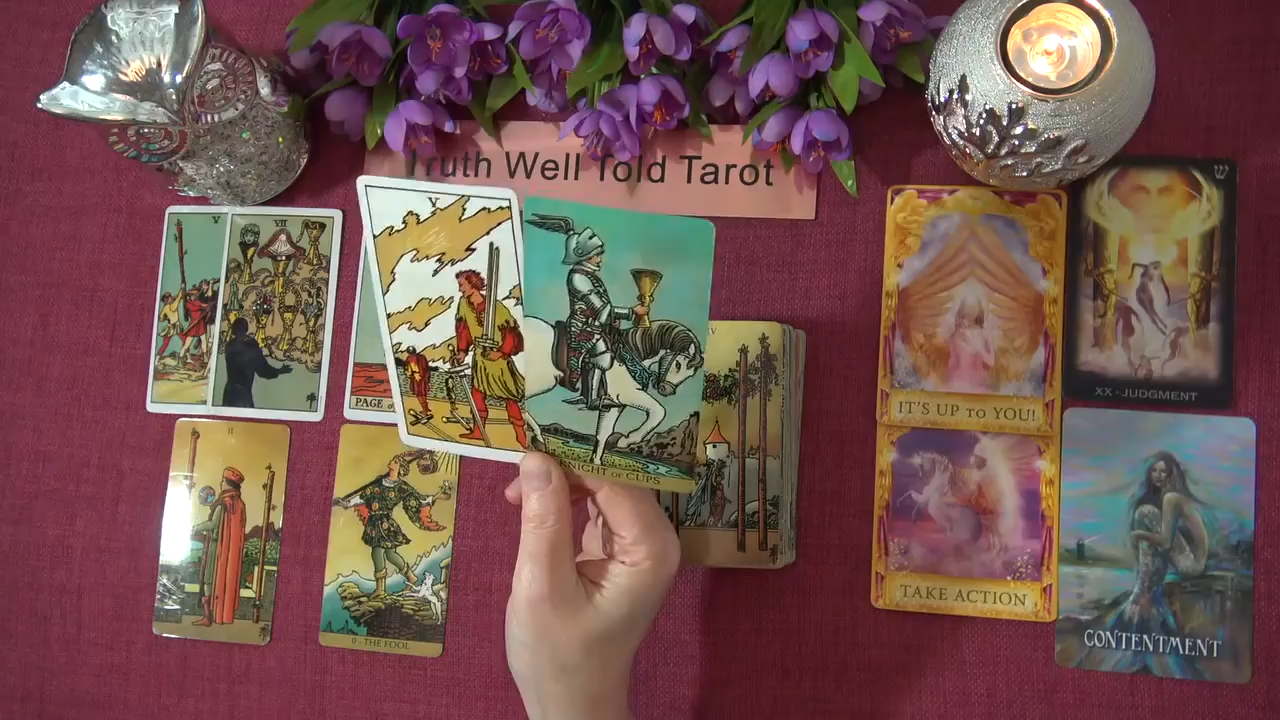 Truth Well Told Tarot
V
VII
V
KNIGHT OF CUPS
PAGE
IV
II
0 - THE FOOL
IT'S UP TO YOU!
TAKE ACTION
ש
XX · JUDGMENT
CONTENTMENT